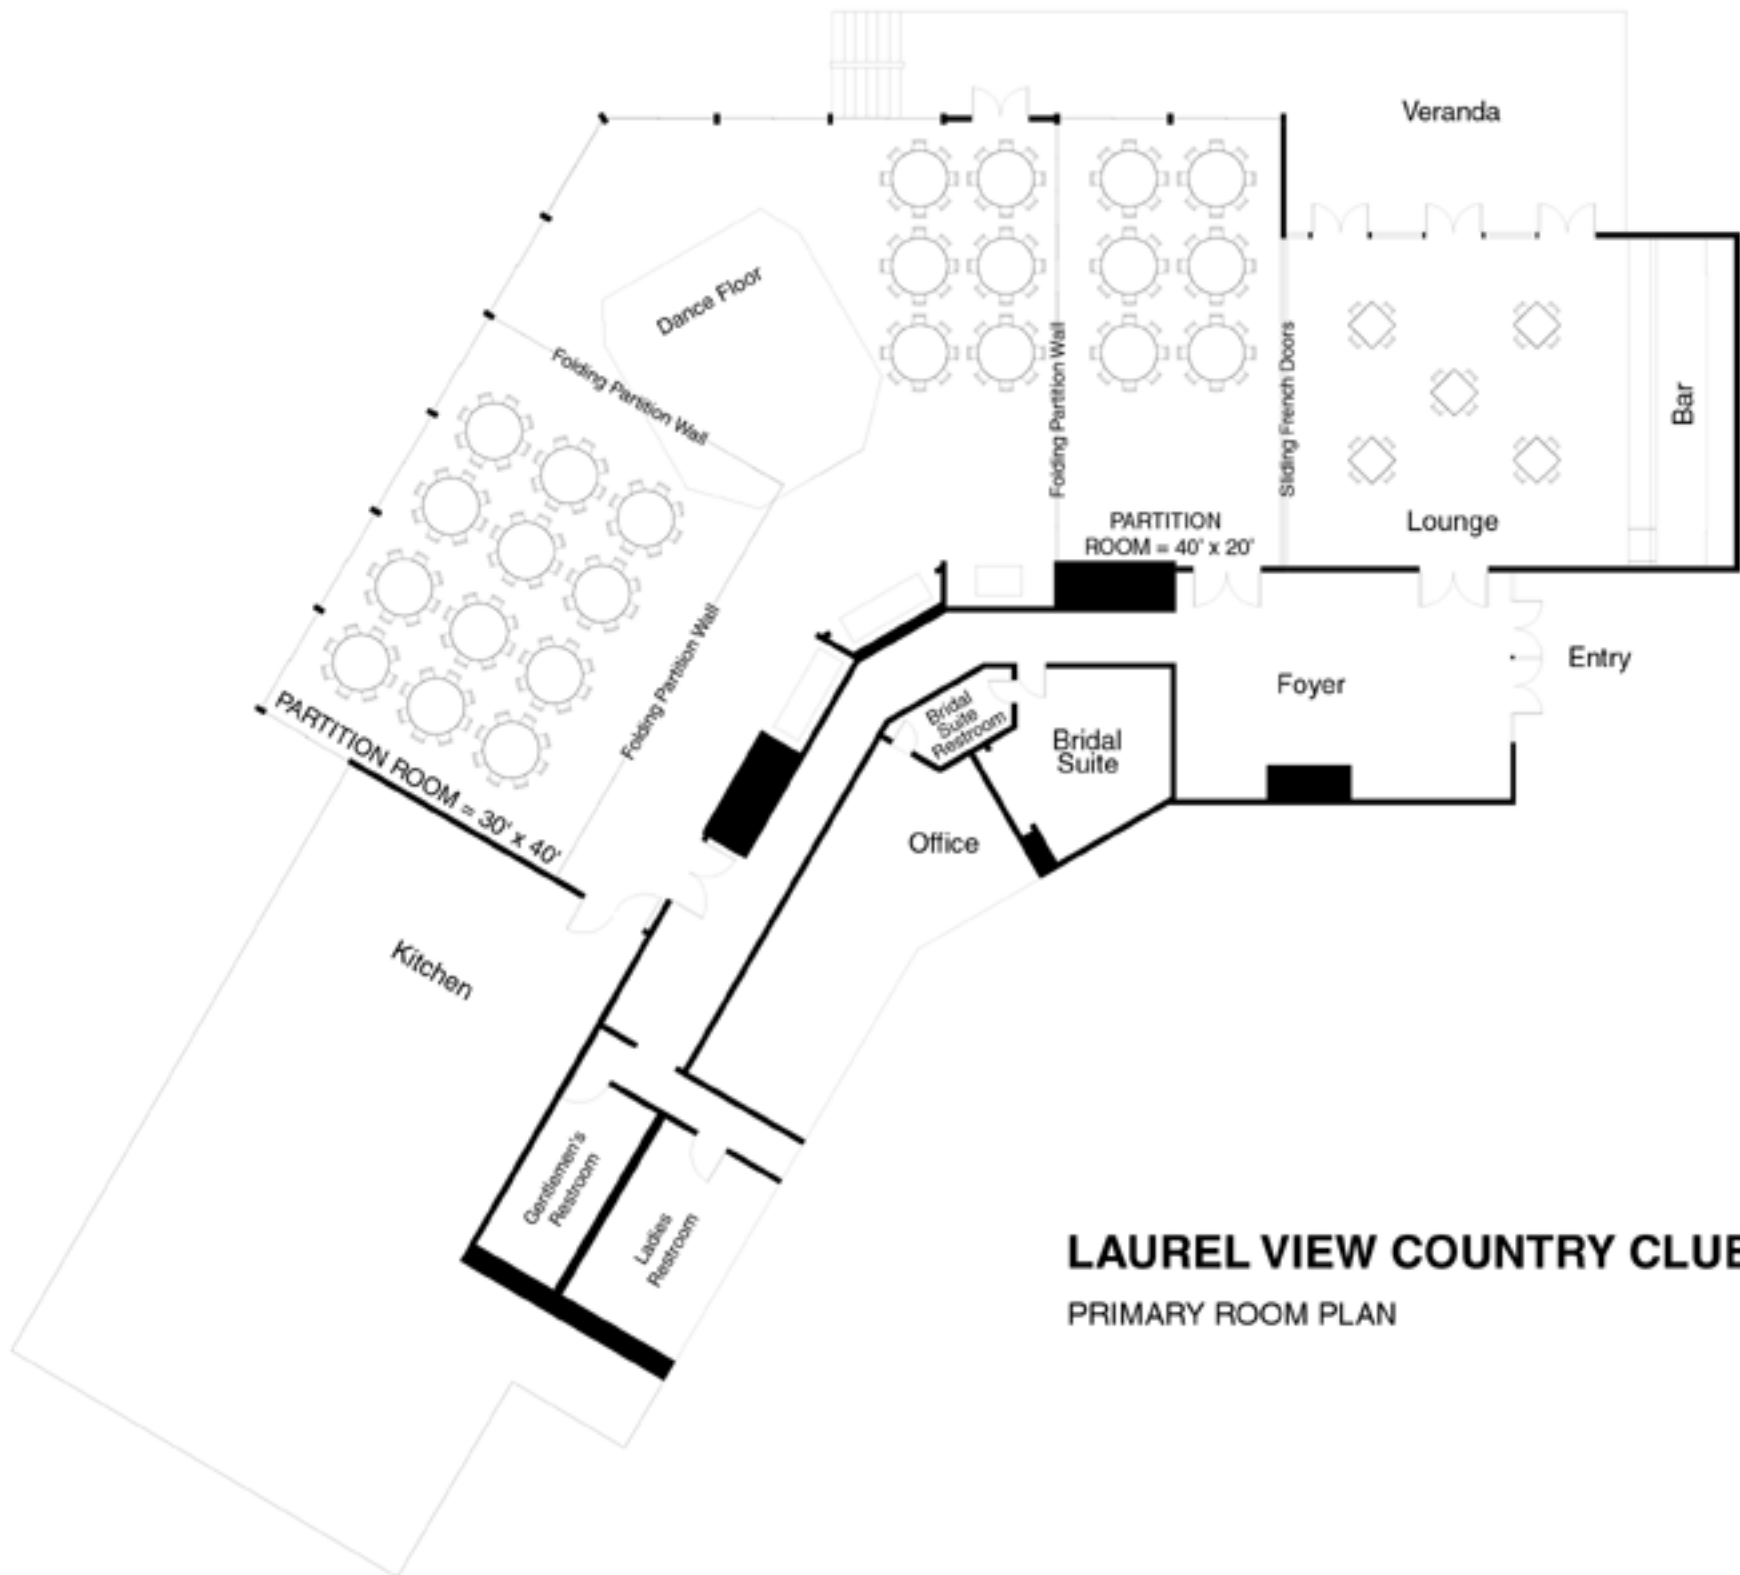 Veranda
Dance Floor
Folding Partition Wall
Folding Partition Wall
Sliding French Doors
Bar
PARTITION
ROOM = 40' x 20'
Lounge
Folding Partition Wall
PARTITION ROOM = 30' x 40'
Entry
Foyer
Bridal
Suite
Restroom
Bridal
Suite
Office
Kitchen
Gentlemen's
Restroom
Ladies
Restroom
LAUREL VIEW COUNTRY CLUB
PRIMARY ROOM PLAN